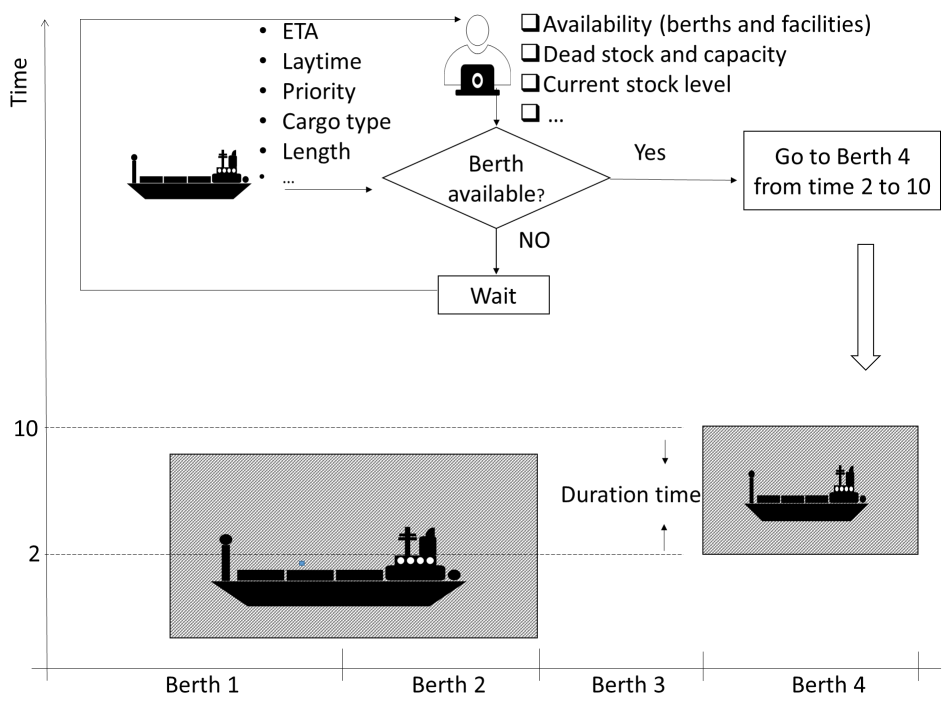 Time
• ETA
• Laytime
• Priority
• Cargo type
• Length
• ...
❑Availability (berths and facilities)
❑Dead stock and capacity
❑Current stock level
❑ ...
Berth
available?
Yes
Go to Berth 4
from time 2 to 10
NO
Wait
10
Duration time
2
Berth 1
Berth 2
Berth 3
Berth 4